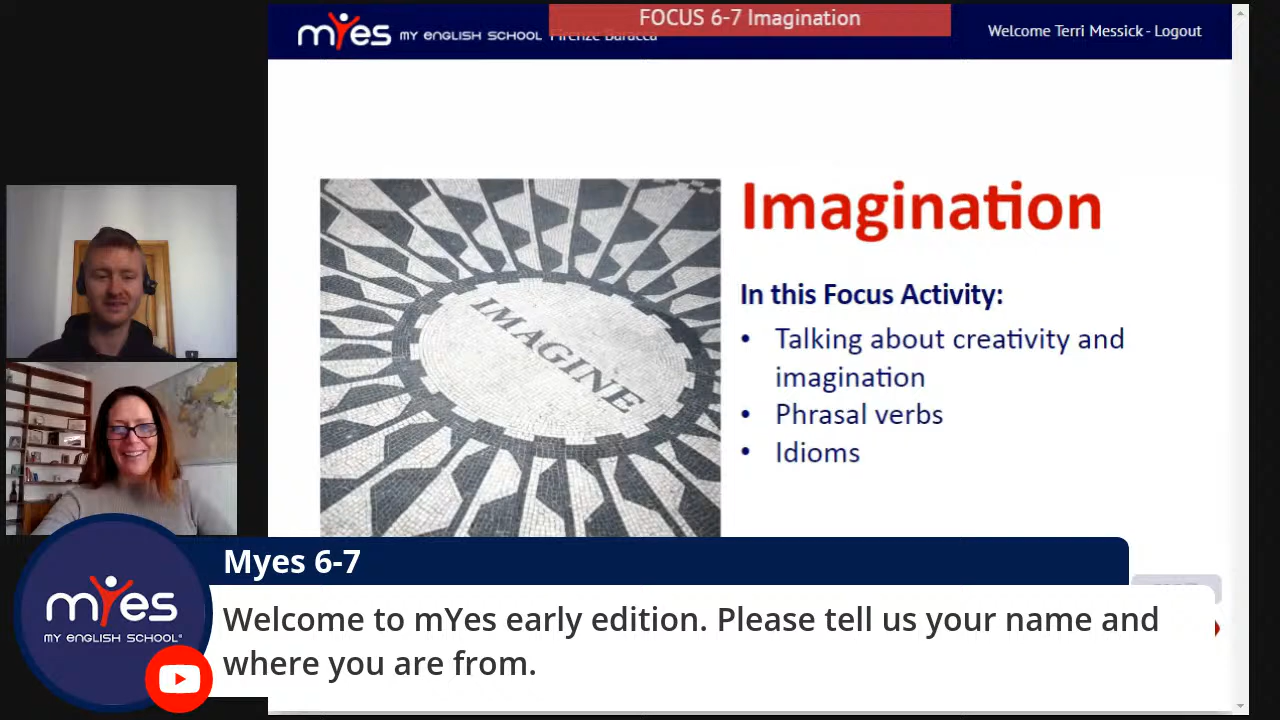 FOCUS 6-7 Imagination
mYes MY ENGLISH SCHOOL Firenze Baracca
Welcome Terri Messick - Logout
Imagination
IMAGINE
In this Focus Activity:
• Talking about creativity and
imagination
• Phrasal verbs
• Idioms
Myes 6-7
mYes
MY ENGLISH SCHOOL®
Welcome to mYes early edition. Please tell us your name and
where you are from.